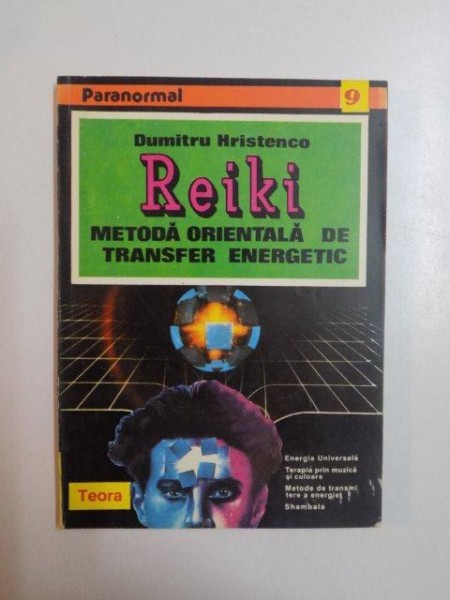 Paranormal
9
Dumitru Hristenco
Reiki
METODĂ ORIENTALĂ DE
TRANSFER ENERGETIC
Energia Universală
Terapia prin muzică
și culoare
Metode de transmi
tere a energiei
Shambala
Teora